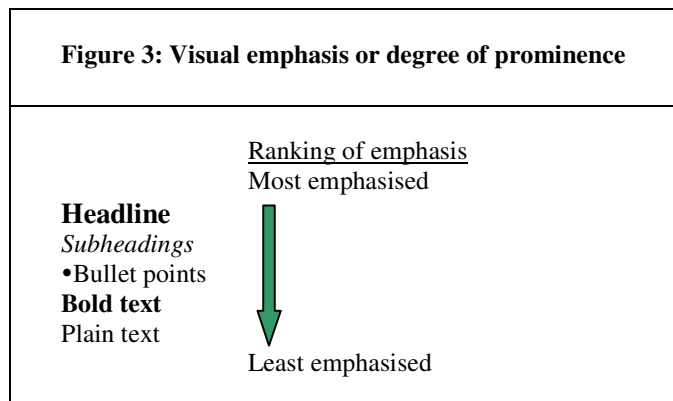 Figure 3: Visual emphasis or degree of prominence
Ranking of emphasis
Most emphasised
Headline
Subheadings
•Bullet points
Bold text
Plain text
Least emphasised